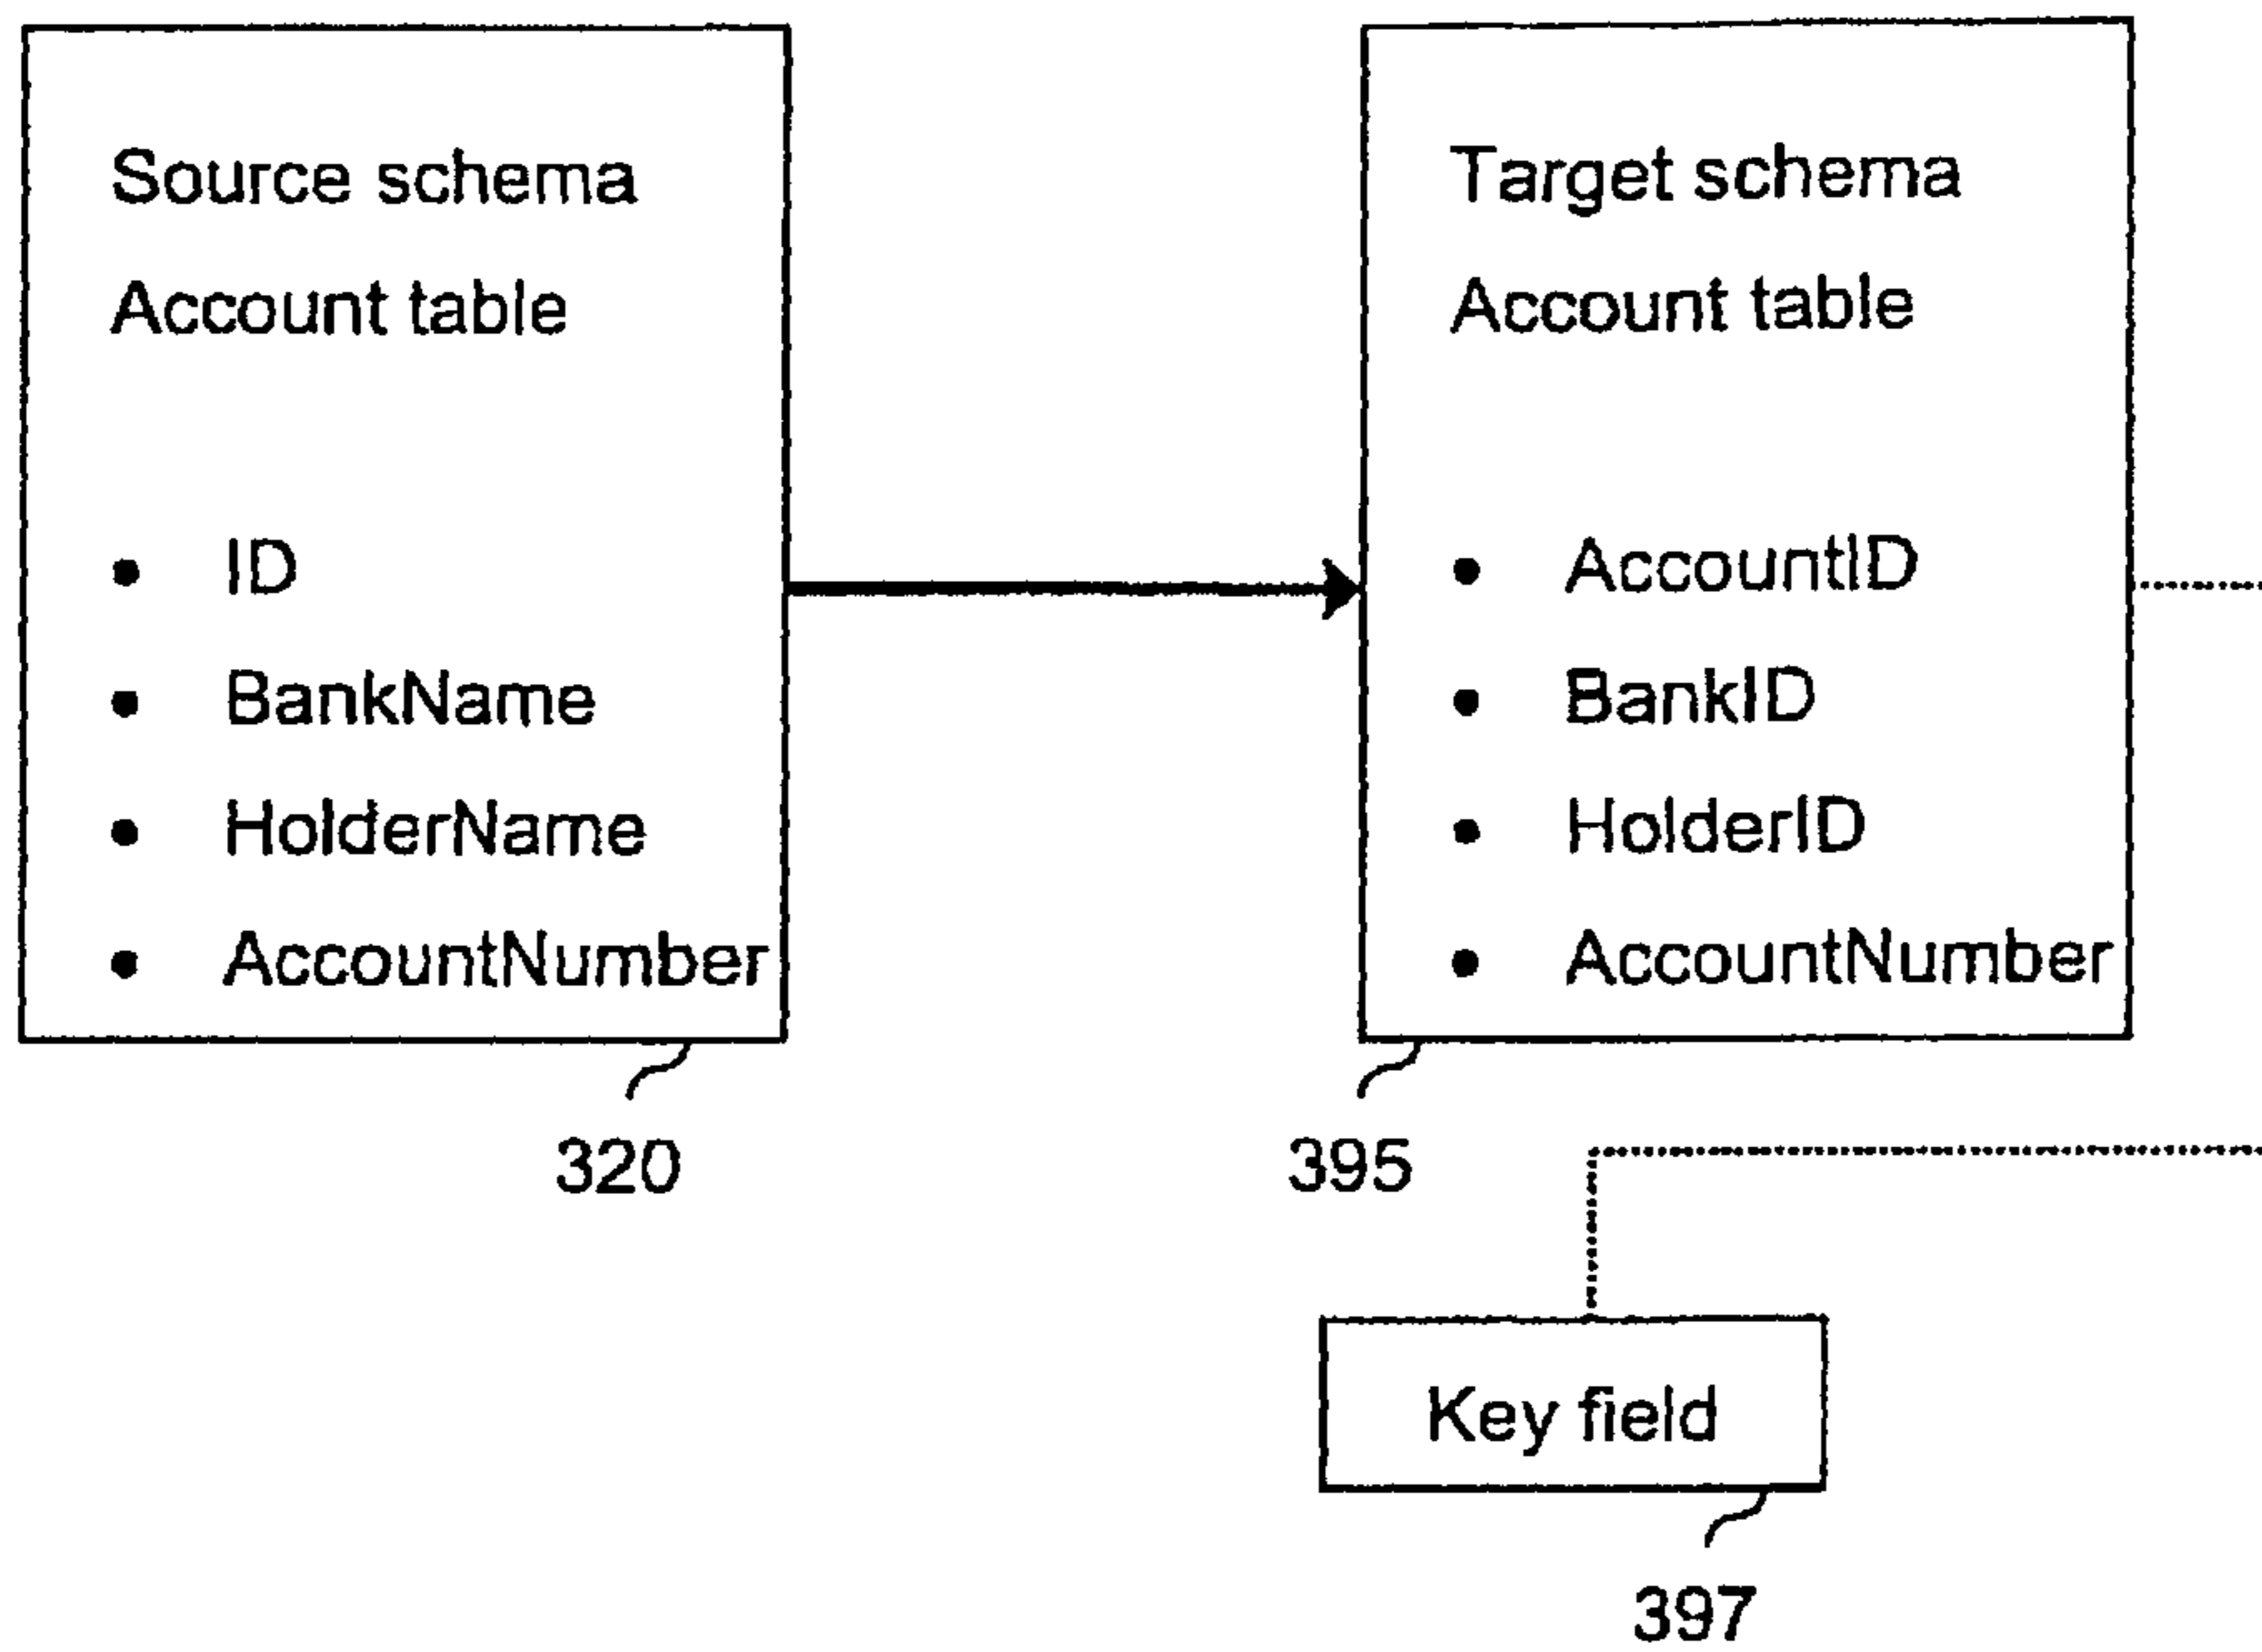 Source schema
Account table
• ID
• BankName
• HolderName
• AccountNumber
320
Target schema
Account table
• AccountID
• BankID
• HolderID
• AccountNumber
395
Key field
397